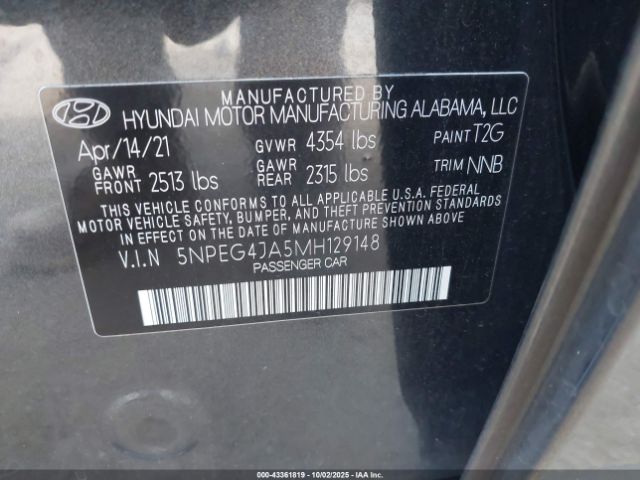 MANUFACTURED BY
HYUNDAI MOTOR MANUFACTURING ALABAMA, LLC
Apr/14/21 GVWR 4354 lbs PAINT T2G
GAWR FRONT 2513 lbs GAWR REAR 2315 lbs TRIM NNB
THIS VEHICLE CONFORMS TO ALL APPLICABLE U.S.A. FEDERAL
MOTOR VEHICLE SAFETY, BUMPER, AND THEFT PREVENTION STANDARDS
IN EFFECT ON THE DATE OF MANUFACTURE SHOWN ABOVE.
V.I.N 5NPEG4JA5MH129148
PASSENGER CAR
000-43361819 - 10/02/2025 - © IAA Inc.